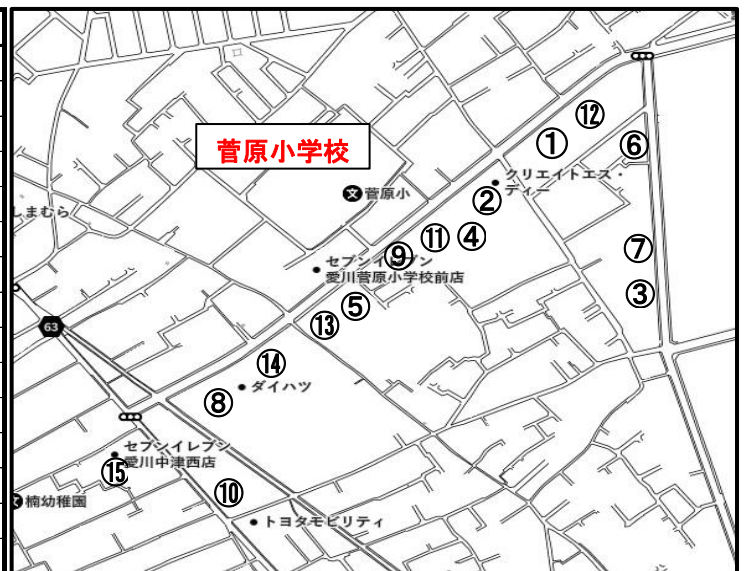 ⑫
①
⑥
菅原小学校
クリエイトエス・
ディー
文 菅原小
②
しまむら
⑪
④
⑨
⑦
セブンイレブン
愛川菅原小学校前店
③
⑤
⑬
63
⑭
ダイハツ
⑧
セブンイレブン
愛川中津西店
⑮
⑩
文 楠幼稚園
トヨタモビリティ